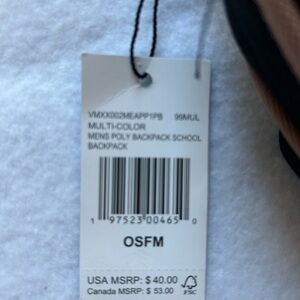 VMXX002MEAPP1PB 99MUL
MULTI-COLOR
MENS POLY BACKPACK SCHOOL
BACKPACK
1 97523 00465 0
OSFM
USA MSRP: $ 40.00
Canada MSRP: $ 53.00
FSC